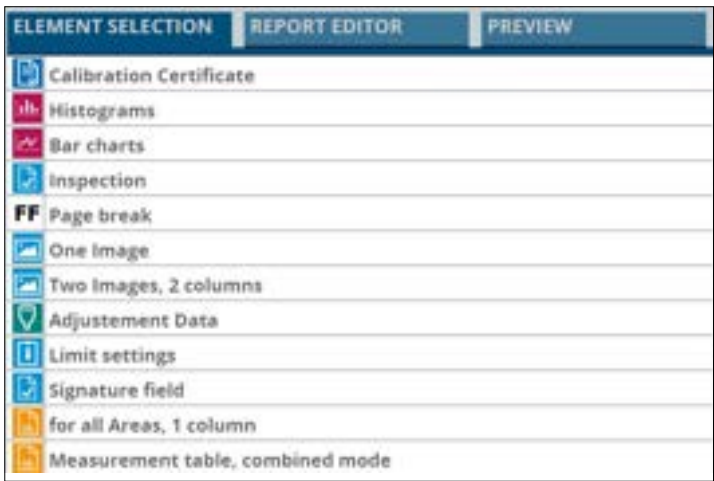 ELEMENT SELECTION REPORT EDITOR PREVIEW
Calibration Certificate
Histograms
Bar charts
Inspection
FF Page break
One Image
Two Images, 2 columns
Adjustement Data
Limit settings
Signature field
for all Areas, 1 column
Measurement table, combined mode